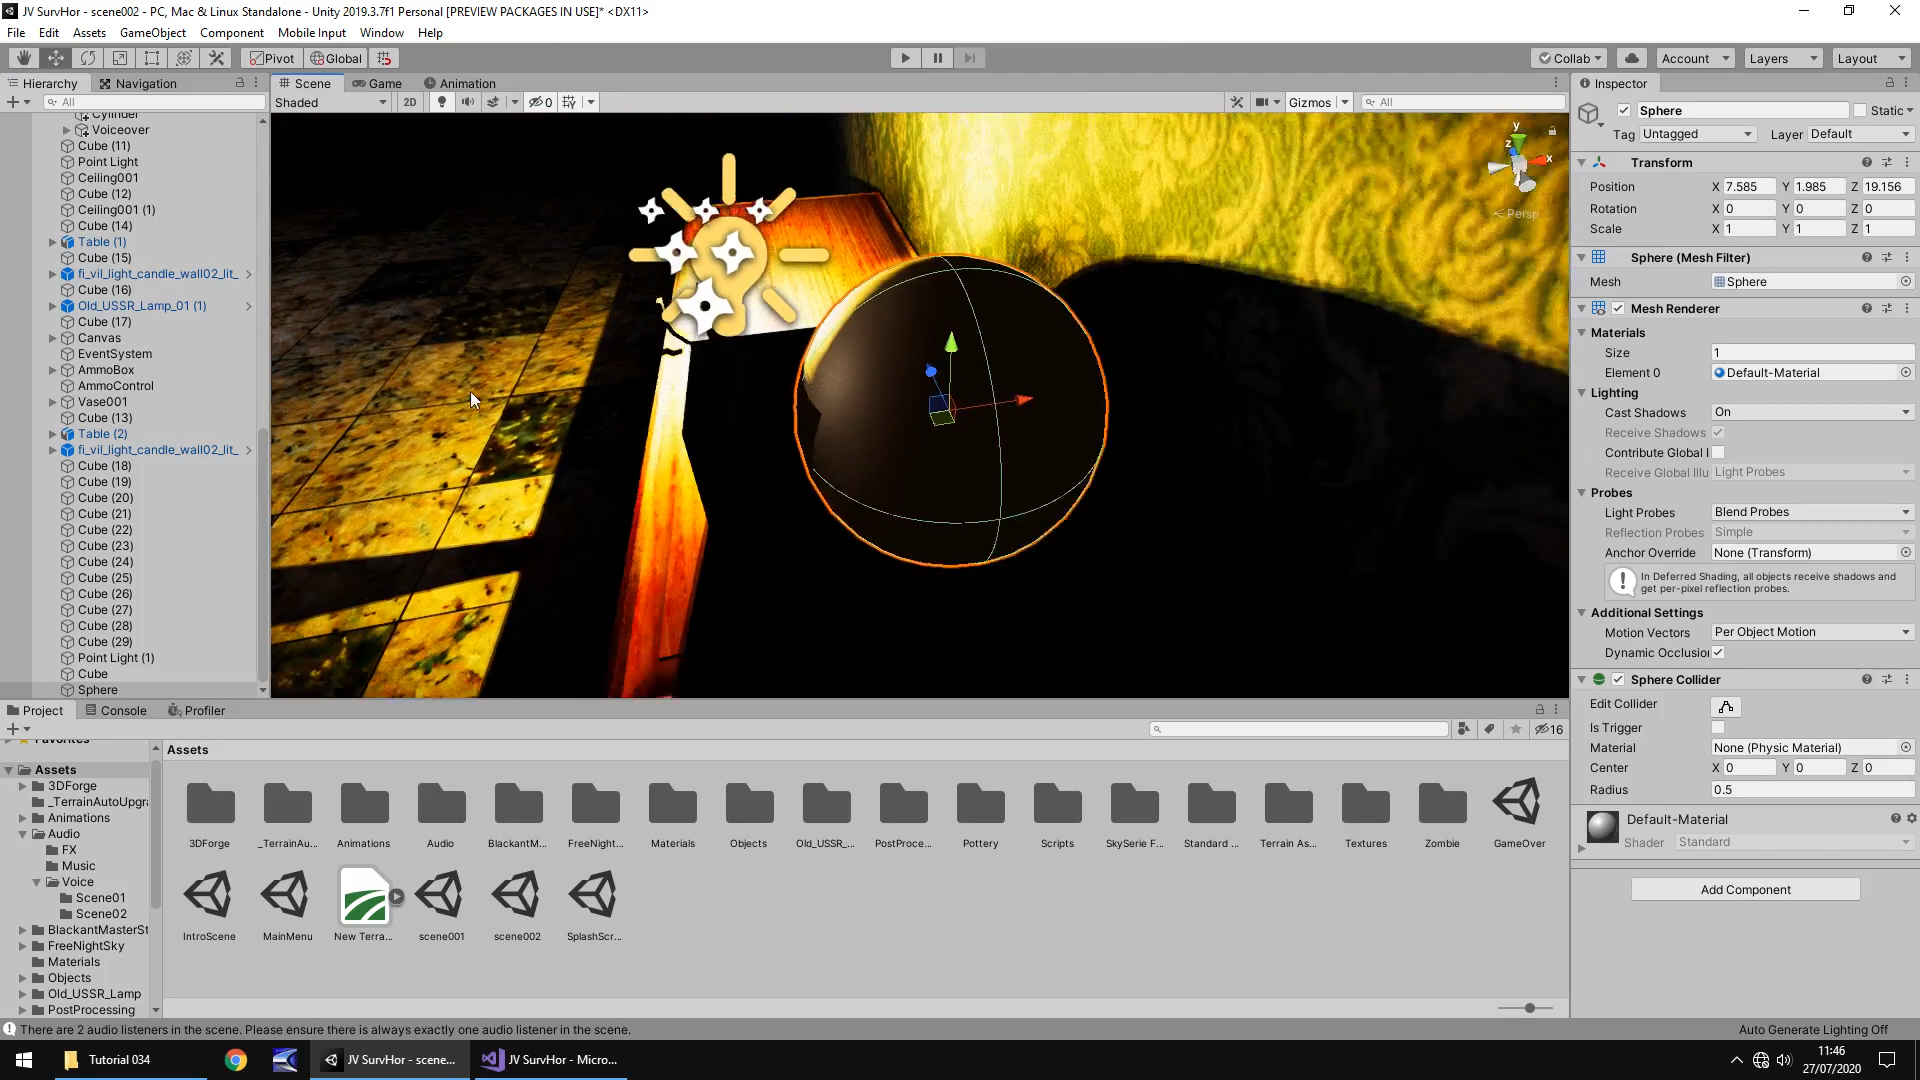 JV SurvHor - scene002 - PC, Mac & Linux Standalone - Unity 2019.3.7f1 Personal [PREVIEW PACKAGES IN USE]* <DX11>
File Edit Assets GameObject Component Mobile Input Window Help
Pivot Global Collab Account Layers Layout
Hierarchy Navigation Scene Game Animation Inspector
All Shaded 2D 0 Gizmos All
Cylinder
Voiceover
Cube (11)
Point Light
Ceiling001
Cube (12)
Ceiling001 (1)
Cube (14)
Table (1)
Cube (15)
fi_vil_light_candle_wall02_lit_
Cube (16)
Old_USSR_Lamp_01 (1)
Cube (17)
Canvas
EventSystem
AmmoBox
AmmoControl
Vase001
Cube (13)
Table (2)
fi_vil_light_candle_wall02_lit_
Cube (18)
Cube (19)
Cube (20)
Cube (21)
Cube (22)
Cube (23)
Cube (24)
Cube (25)
Cube (26)
Cube (27)
Cube (28)
Cube (29)
Point Light (1)
Cube
Sphere
y
z
x
Persp
Sphere Static
Tag Untagged Layer Default
Transform
Position X 7.585 Y 1.985 Z 19.156
Rotation X 0 Y 0 Z 0
Scale X 1 Y 1 Z 1
Sphere (Mesh Filter)
Mesh Sphere
Mesh Renderer
Materials
Size 1
Element 0 Default-Material
Lighting
Cast Shadows On
Receive Shadows
Contribute Global I
Receive Global Illu Light Probes
Probes
Light Probes Blend Probes
Reflection Probes Simple
Anchor Override None (Transform)
In Deferred Shading, all objects receive shadows and
get per-pixel reflection probes.
Additional Settings
Motion Vectors Per Object Motion
Dynamic Occlusion
Sphere Collider
Edit Collider
Is Trigger
Material None (Physic Material)
Center X 0 Y 0 Z 0
Radius 0.5
Default-Material
Shader Standard
Add Component
Project Console Profiler
16
Favorites
Assets
3DForge
_TerrainAutoUpgra
Animations
Audio
FX
Music
Voice
Scene01
Scene02
BlackantMasterSt
FreeNightSky
Materials
Objects
Old_USSR_Lamp
PostProcessing
Assets
3DForge _TerrainAu... Animations Audio BlackantM... FreeNight... Materials Objects Old_USSR_... PostProce... Pottery Scripts SkySerie F... Standard ... Terrain As... Textures Zombie GameOver
IntroScene MainMenu New Terra... scene001 scene002 SplashScr...
There are 2 audio listeners in the scene. Please ensure there is always exactly one audio listener in the scene.
Auto Generate Lighting Off
Tutorial 034 JV SurvHor - scene... JV SurvHor - Micro...
11:46
27/07/2020